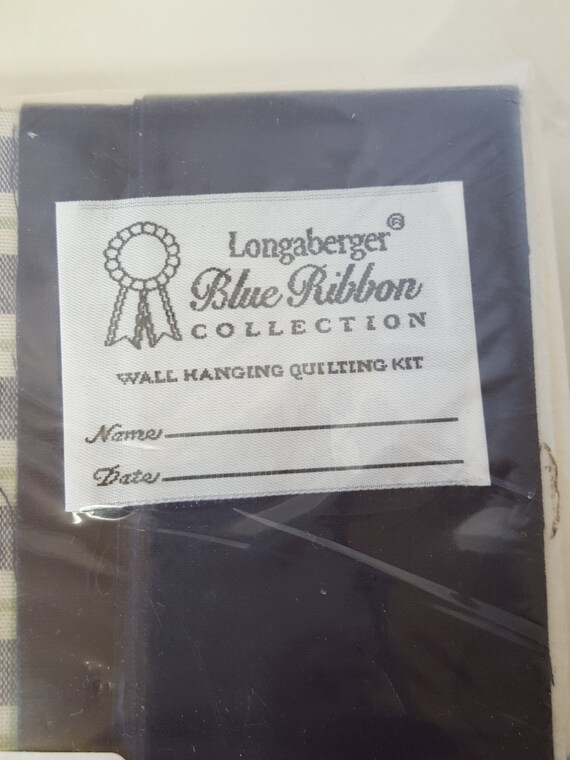 Longaberger®
Blue Ribbon
COLLECTION
WALL HANGING QUILTING KIT
Name
Date